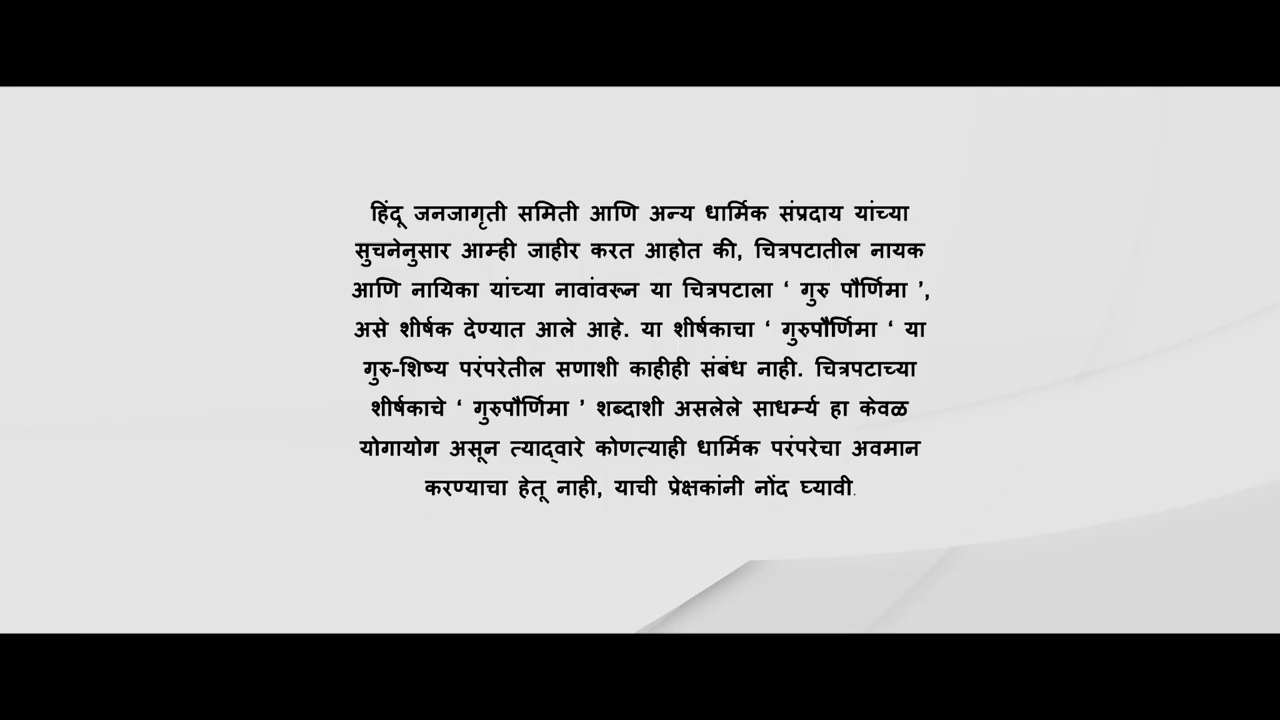 हिंदू जनजागृती समिती आणि अन्य धार्मिक संप्रदाय यांच्या
सुचनेनुसार आम्ही जाहीर करत आहोत की, चित्रपटातील नायक
आणि नायिका यांच्या नावांवरून या चित्रपटाला ‘ गुरु पौर्णिमा ’,
असे शीर्षक देण्यात आले आहे. या शीर्षकाचा ‘ गुरुपौर्णिमा ‘ या
गुरु-शिष्य परंपरेतील सणाशी काहीही संबंध नाही. चित्रपटाच्या
शीर्षकाचे ‘ गुरुपौर्णिमा ’ शब्दाशी असलेले साधर्म्य हा केवळ
योगायोग असून त्याद्‌वारे कोणत्याही धार्मिक परंपरेचा अवमान
करण्याचा हेतू नाही, याची प्रेक्षकांनी नोंद घ्यावी.